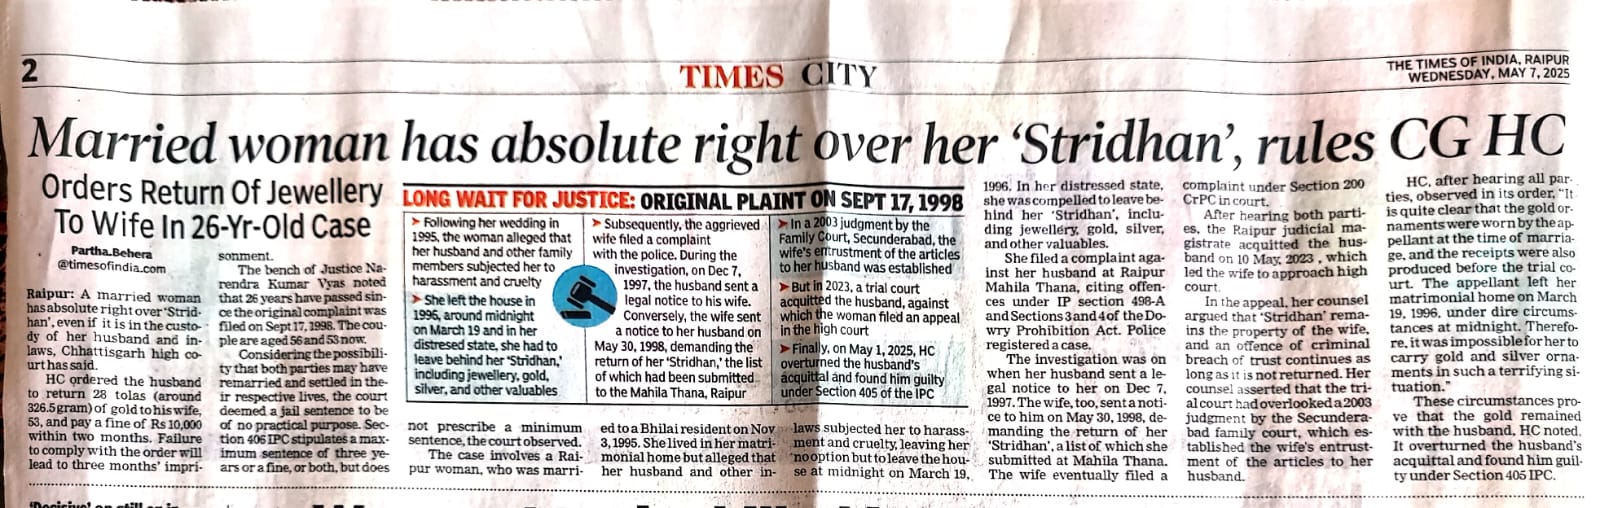 2
TIMES CITY
THE TIMES OF INDIA, RAIPUR
WEDNESDAY, MAY 7, 2025
Married woman has absolute right over her ‘Stridhan’, rules CG HC
Orders Return Of Jewellery
To Wife In 26-Yr-Old Case
Partha.Behera
@timesofindia.com
Raipur: A married woman
has absolute right over ‘Strid-
han’, even if it is in the custo-
dy of her husband and in-
laws, Chhattisgarh high co-
urt has said.
HC ordered the husband
to return 28 tolas (around
326.5 gram) of gold to his wife,
53, and pay a fine of Rs 10,000
within two months. Failure
to comply with the order will
lead to three months’ impri-
sonment.
The bench of Justice Na-
rendra Kumar Vyas noted
that 26 years have passed sin-
ce the original complaint was
filed on Sept 17, 1998. The cou-
ple are aged 56 and 53 now.
Considering the possibili-
ty that both parties may have
remarried and settled in the-
ir respective lives, the court
deemed a jail sentence to be
of no practical purpose. Sec-
tion 406 IPC stipulates a max-
imum sentence of three ye-
ars or a fine, or both, but does
LONG WAIT FOR JUSTICE: ORIGINAL PLAINT ON SEPT 17, 1998
➤ Following her wedding in
1995, the woman alleged that
her husband and other family
members subjected her to
harassment and cruelty
➤ She left the house in
1996, around midnight
on March 19 and in her
distresed state, she had to
leave behind her ‘Stridhan,’
including jewellery, gold,
silver, and other valuables
➤ Subsequently, the aggrieved
wife filed a complaint
with the police. During the
investigation, on Dec 7,
1997, the husband sent a
legal notice to his wife.
Conversely, the wife sent
a notice to her husband on
May 30, 1998, demanding the
return of her ‘Stridhan,’ the list
of which had been submitted
to the Mahila Thana, Raipur
➤ In a 2003 judgment by the
Family Court, Secunderabad, the
wife's entrustment of the articles
to her husband was established
➤ But in 2023, a trial court
acquitted the husband, against
which the woman filed an appeal
in the high court
➤ Finally, on May 1, 2025, HC
overturned the husband's
acquittal and found him guilty
under Section 405 of the IPC
not prescribe a minimum
sentence, the court observed.
The case involves a Rai-
pur woman, who was marri-
ed to a Bhilai resident on Nov
3, 1995. She lived in her matri-
monial home but alleged that
her husband and other in-
laws subjected her to harass-
ment and cruelty, leaving her
no option but to leave the hou-
se at midnight on March 19,
1996. In her distressed state,
she was compelled to leave be-
hind her ‘Stridhan’, inclu-
ding jewellery, gold, silver,
and other valuables.
She filed a complaint aga-
inst her husband at Raipur
Mahila Thana, citing offen-
ces under IP section 498-A
and Sections 3 and 4 of the Do-
wry Prohibition Act. Police
registered a case.
The investigation was on
when her husband sent a le-
gal notice to her on Dec 7,
1997. The wife, too, sent a noti-
ce to him on May 30, 1998, de-
manding the return of her
‘Stridhan’, a list of which she
submitted at Mahila Thana.
The wife eventually filed a
complaint under Section 200
CrPC in court.
After hearing both parti-
es, the Raipur judicial ma-
gistrate acquitted the hus-
band on 10 May, 2023 , which
led the wife to approach high
court.
In the appeal, her counsel
argued that ‘Stridhan’ rema-
ins the property of the wife,
and an offence of criminal
breach of trust continues as
long as it is not returned. Her
counsel asserted that the tri-
al court had overlooked a 2003
judgment by the Secundera-
bad family court, which es-
tablished the wife's entrust-
ment of the articles to her
husband.
HC, after hearing all par-
ties, observed in its order, “It
is quite clear that the gold or-
naments were worn by the ap-
pellant at the time of marria-
ge, and the receipts were also
produced before the trial co-
urt. The appellant left her
matrimonial home on March
19, 1996, under dire circums-
tances at midnight. Therefo-
re, it was impossible for her to
carry gold and silver orna-
ments in such a terrifying si-
tuation.”
These circumstances pro-
ve that the gold remained
with the husband, HC noted.
It overturned the husband's
acquittal and found him guil-
ty under Section 405 IPC.